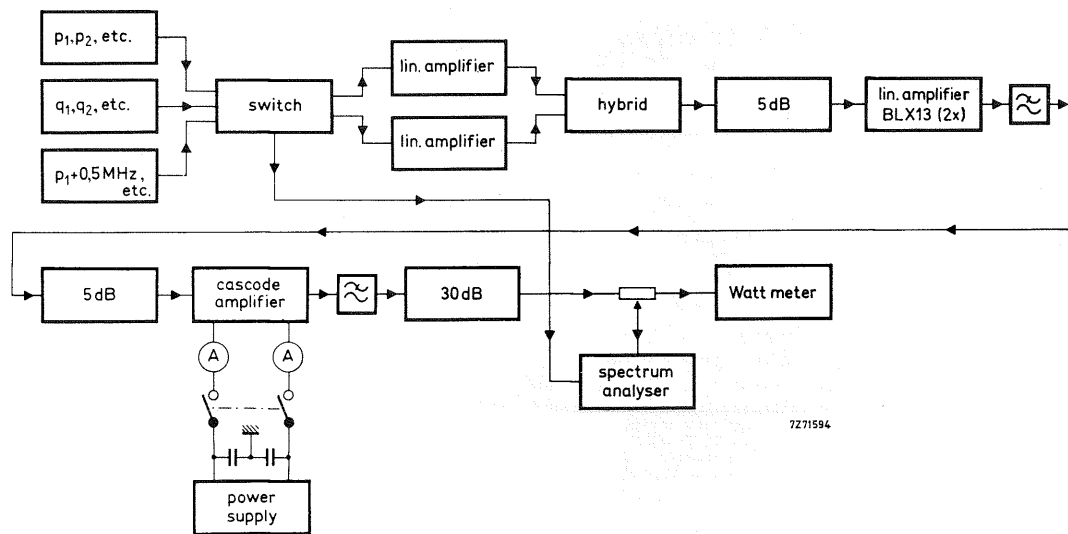 p₁, p₂, etc.
q₁, q₂, etc.
p₁+0,5 MHz,
etc.
switch
lin. amplifier
lin. amplifier
hybrid
5 dB
lin. amplifier
BLX13 (2x)
5 dB
cascode
amplifier
30 dB
Watt meter
A
A
spectrum
analyser
7Z71594
power
supply